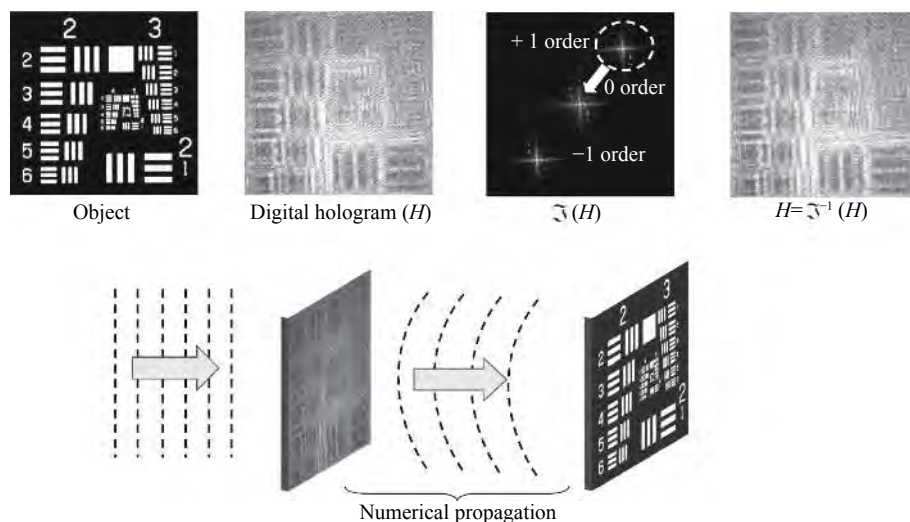 2 3
2
3
4
5
6
2
1
+ 1 order
0 order
−1 order
Object
Digital hologram (H)
𝔍 (H)
H= 𝔍⁻¹ (H)
2 3
2
3
4
5
6
2
1
Numerical propagation